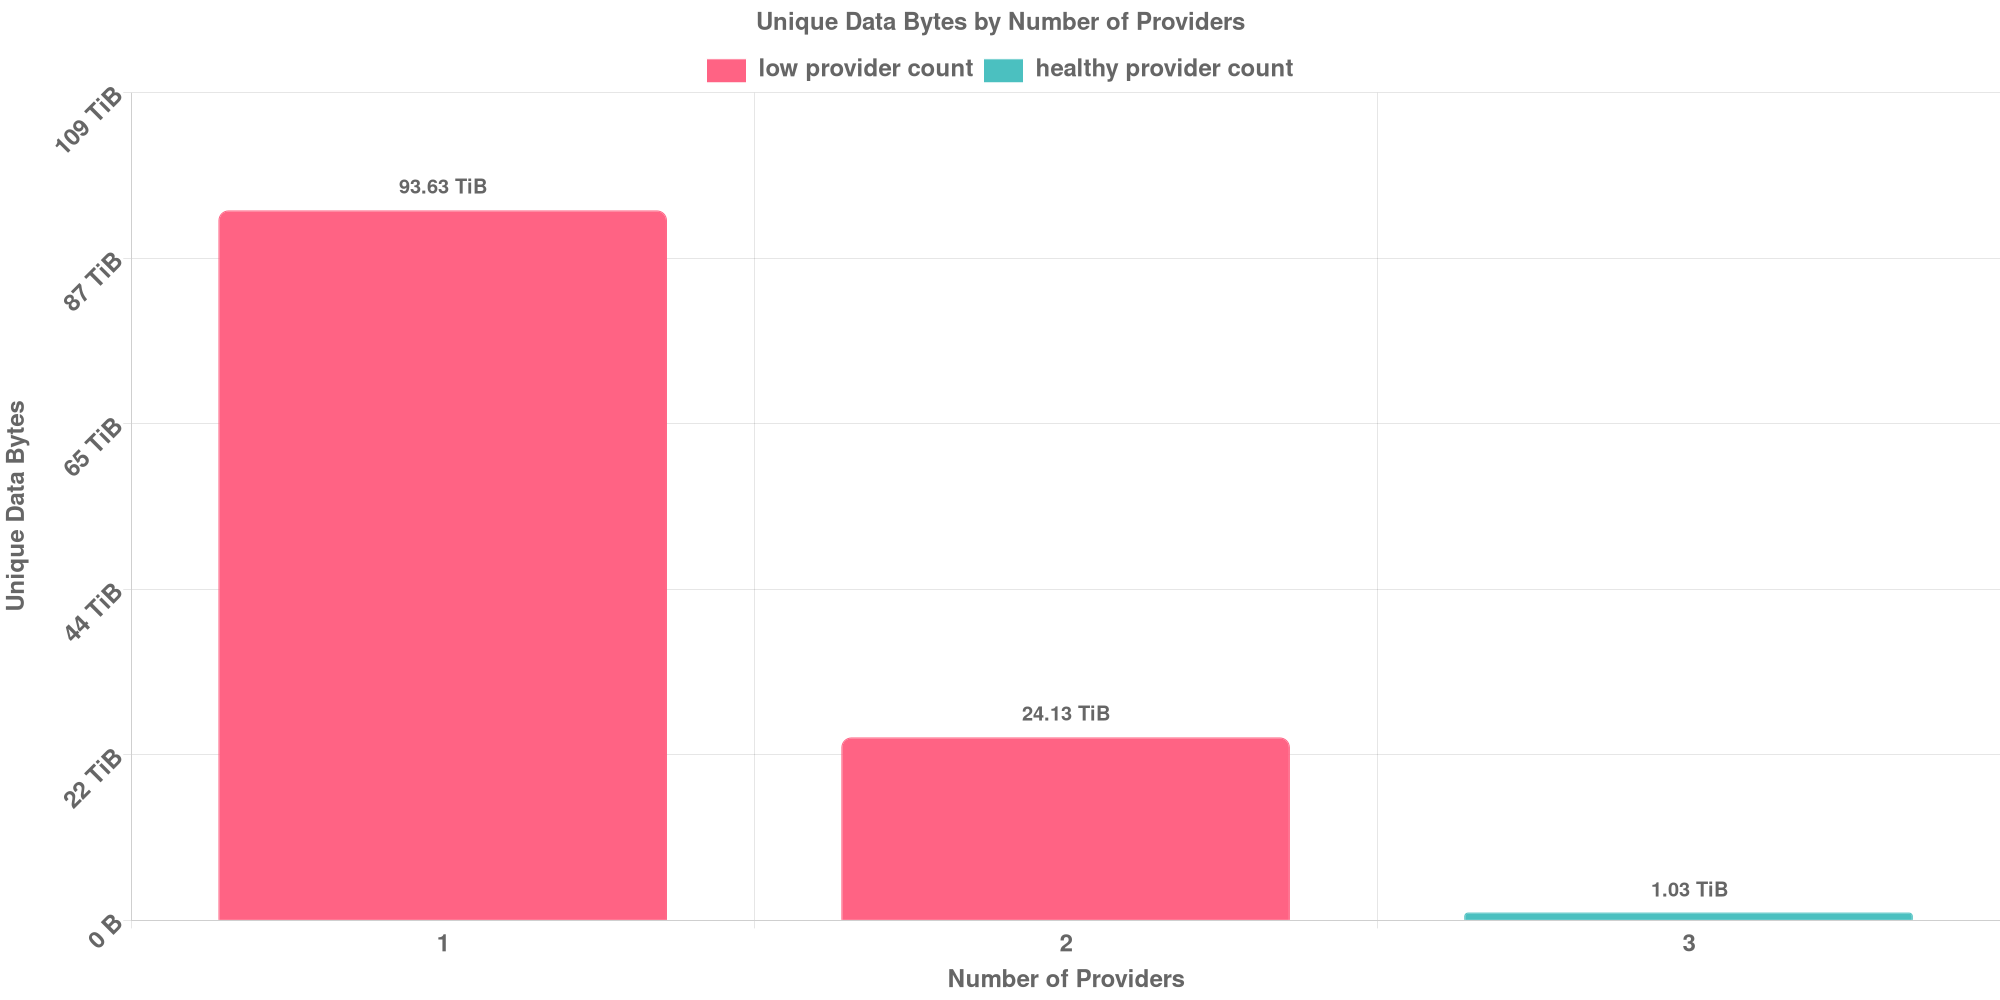 Unique Data Bytes by Number of Providers
low provider count
healthy provider count
109 TiB
87 TiB
65 TiB
44 TiB
22 TiB
0 B
Unique Data Bytes
93.63 TiB
24.13 TiB
1.03 TiB
1
2
3
Number of Providers